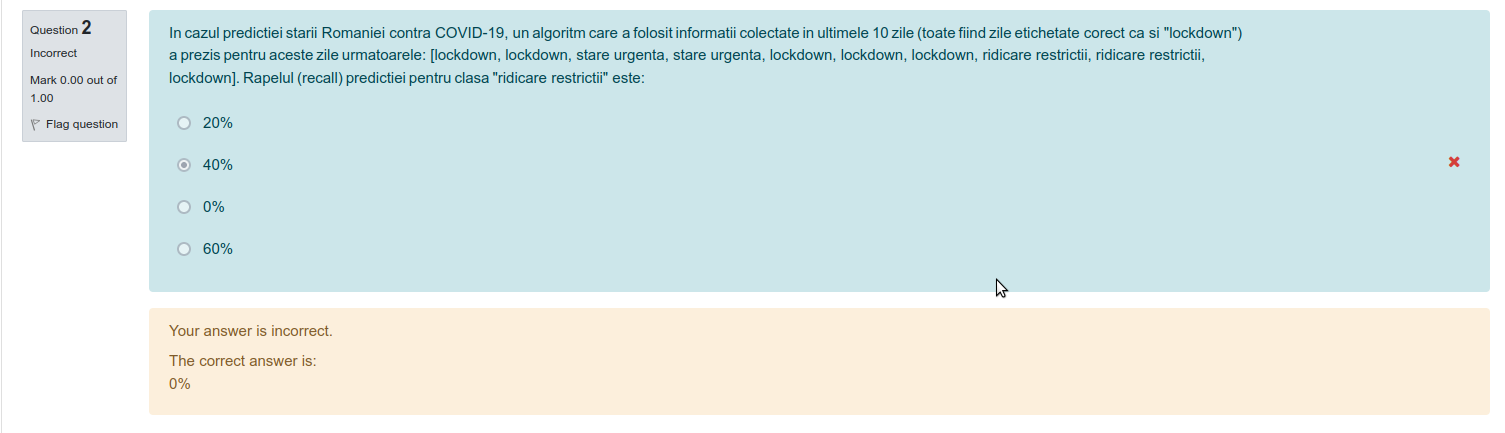 Question 2
Incorrect
Mark 0.00 out of
1.00
Flag question
In cazul predictiei starii Romaniei contra COVID-19, un algoritm care a folosit informatii colectate in ultimele 10 zile (toate fiind zile etichetate corect ca si "lockdown")
a prezis pentru aceste zile urmatoarele: [lockdown, lockdown, stare urgenta, stare urgenta, lockdown, lockdown, lockdown, ridicare restrictii, ridicare restrictii,
lockdown]. Rapelul (recall) predictiei pentru clasa "ridicare restrictii" este:
20%
40%
0%
60%
Your answer is incorrect.
The correct answer is:
0%